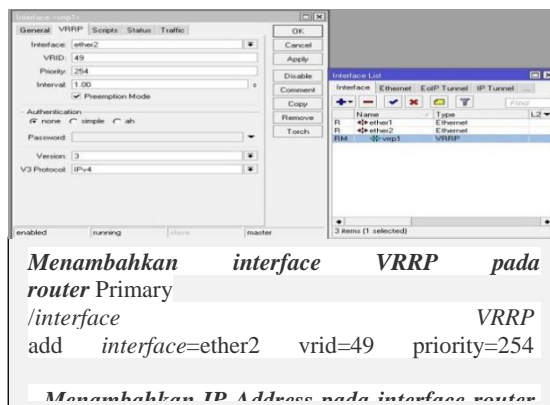 Interface <vrrp1>
General VRRP Scripts Status Traffic
Interface: ether2
VRID: 49
Priority: 254
Interval: 1.00 s
Preemption Mode
Authentication
none simple ah
Password:
Version: 3
V3 Protocol: IPv4
OK
Cancel
Apply
Disable
Comment
Copy
Remove
Torch
enabled running slave master
Interface List
Interface Ethernet EoIP Tunnel IP Tunnel ...
Find
Name Type L2
R ether1 Ethernet
R ether2 Ethernet
RM vrrp1 VRRP
3 items (1 selected)
Menambahkan interface VRRP pada
router Primary
/interface VRRP
add interface=ether2 vrid=49 priority=254
Menambahkan IP Address pada interface router